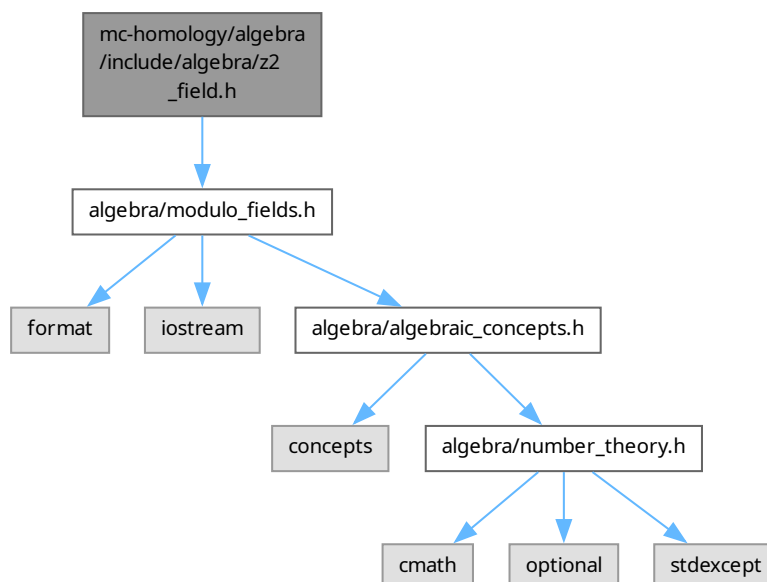 mc-homology/algebra
/include/algebra/z2
_field.h
algebra/modulo_fields.h
format
iostream
algebra/algebraic_concepts.h
concepts
algebra/number_theory.h
cmath
optional
stdexcept